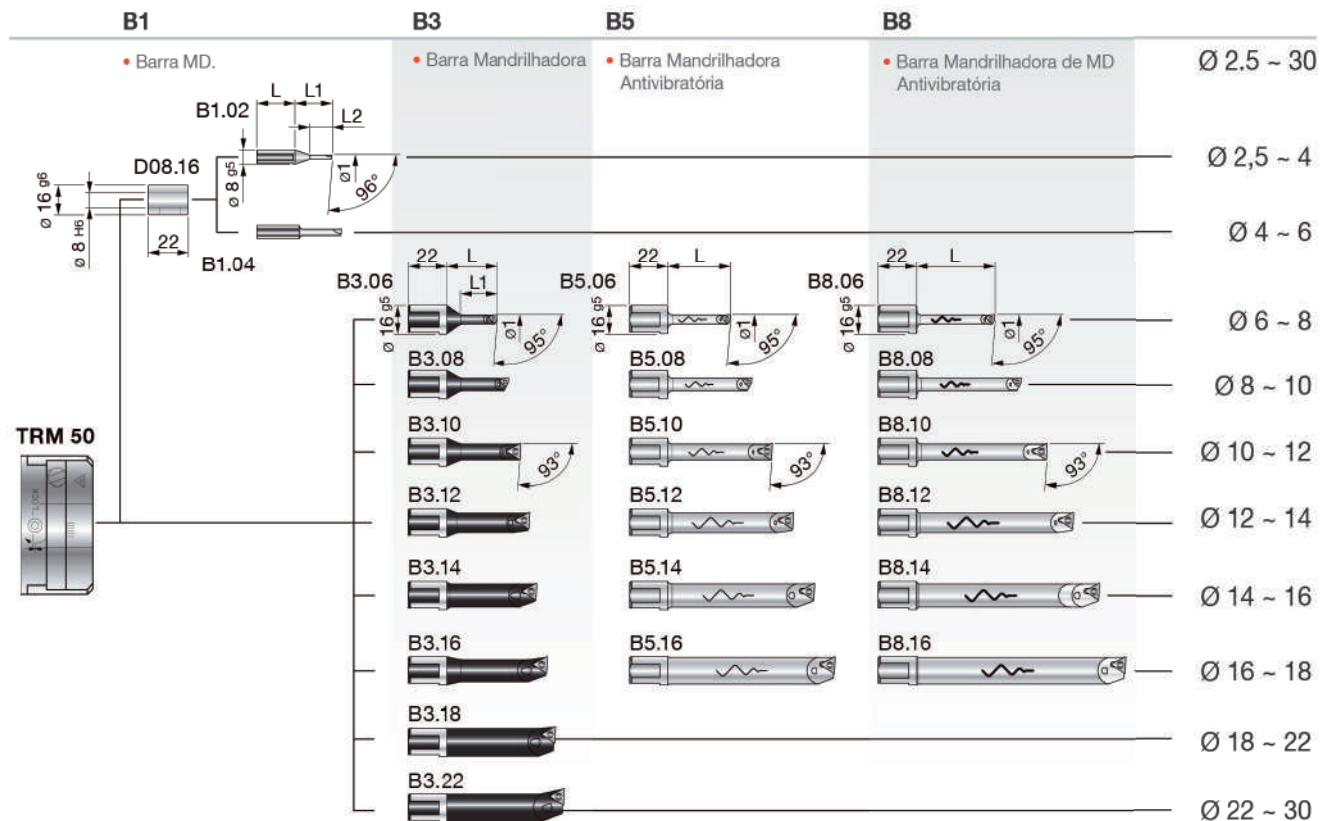 B1 B3 B5 B8
• Barra MD. • Barra Mandrilhadora • Barra Mandrilhadora • Barra Mandrilhadora de MD Ø 2.5 ~ 30
Antivibratória Antivibratória
L L1
B1.02 L2
D08.16 Ø 2,5 ~ 4
ø 16 g6 ø 8 g5 ø1
96°
ø 8 H6 22
B1.04 Ø 4 ~ 6
22 L 22 L 22 L
B3.06 L1 B5.06 B8.06
ø 16 g5 ø1 ø 16 g5 ø1 ø 16 g5 ø1 Ø 6 ~ 8
95° 95° 95°
B3.08 B5.08 B8.08 Ø 8 ~ 10
B3.10 B5.10 B8.10
TRM 50 93° 93° 93° Ø 10 ~ 12
LOCK
B3.12 B5.12 B8.12 Ø 12 ~ 14
B3.14 B5.14 B8.14 Ø 14 ~ 16
B3.16 B5.16 B8.16 Ø 16 ~ 18
B3.18 Ø 18 ~ 22
B3.22 Ø 22 ~ 30